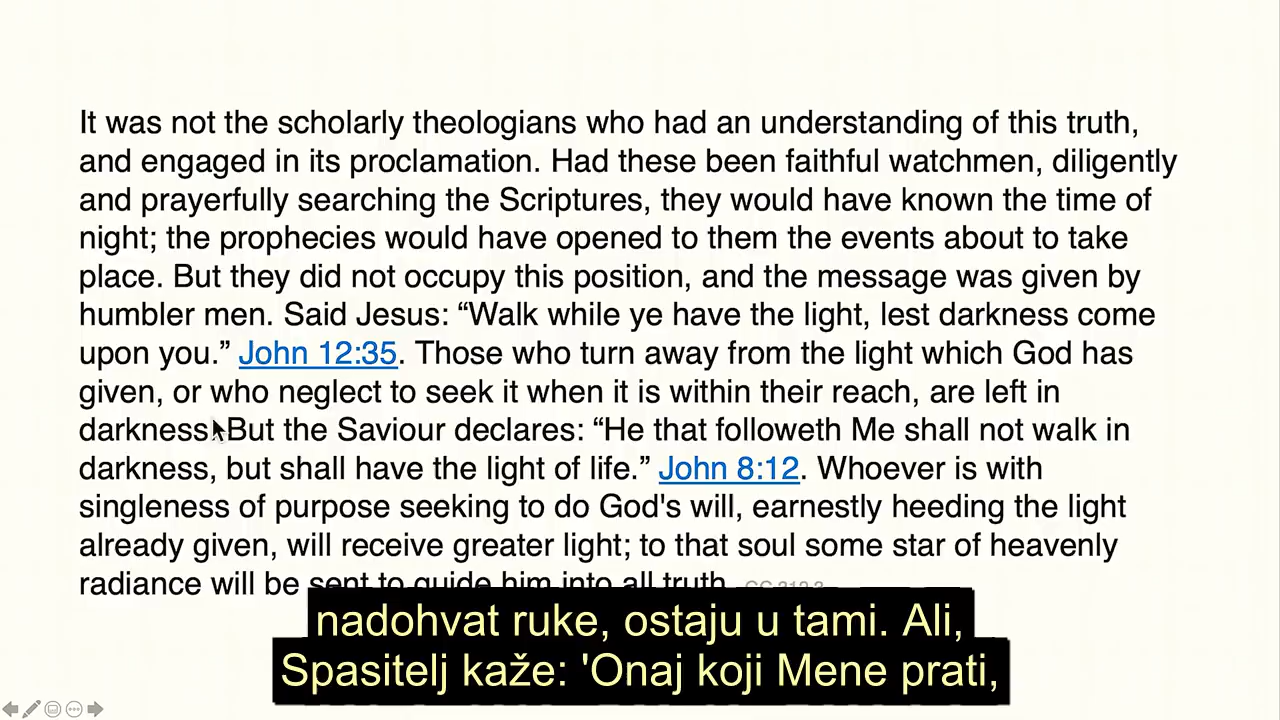 It was not the scholarly theologians who had an understanding of this truth,
and engaged in its proclamation. Had these been faithful watchmen, diligently
and prayerfully searching the Scriptures, they would have known the time of
night; the prophecies would have opened to them the events about to take
place. But they did not occupy this position, and the message was given by
humbler men. Said Jesus: “Walk while ye have the light, lest darkness come
upon you.” John 12:35. Those who turn away from the light which God has
given, or who neglect to seek it when it is within their reach, are left in
darkness. But the Saviour declares: “He that followeth Me shall not walk in
darkness, but shall have the light of life.” John 8:12. Whoever is with
singleness of purpose seeking to do God's will, earnestly heeding the light
already given, will receive greater light; to that soul some star of heavenly
radiance will be sent to guide him into all truth.
nadohvat ruke, ostaju u tami. Ali,
Spasitelj kaže: 'Onaj koji Mene prati,